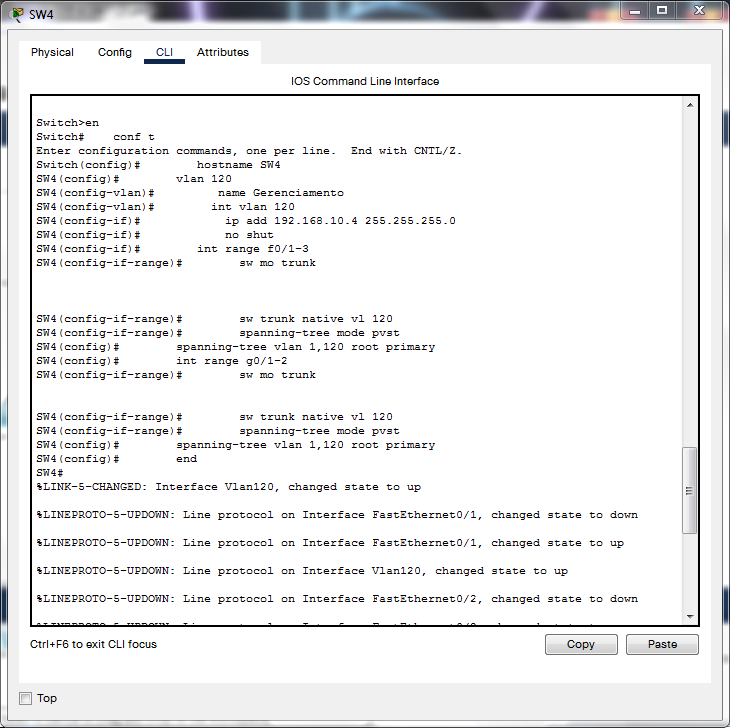 SW4
Physical Config CLI Attributes
IOS Command Line Interface
Switch>en
Switch# conf t
Enter configuration commands, one per line. End with CNTL/Z.
Switch(config)# hostname SW4
SW4(config)# vlan 120
SW4(config-vlan)# name Gerenciamento
SW4(config-vlan)# int vlan 120
SW4(config-if)# ip add 192.168.10.4 255.255.255.0
SW4(config-if)# no shut
SW4(config-if)# int range f0/1-3
SW4(config-if-range)# sw mo trunk
SW4(config-if-range)# sw trunk native vl 120
SW4(config-if-range)# spanning-tree mode pvst
SW4(config)# spanning-tree vlan 1,120 root primary
SW4(config)# int range g0/1-2
SW4(config-if-range)# sw mo trunk
SW4(config-if-range)# sw trunk native vl 120
SW4(config-if-range)# spanning-tree mode pvst
SW4(config)# spanning-tree vlan 1,120 root primary
SW4(config)# end
SW4#
%LINK-5-CHANGED: Interface Vlan120, changed state to up
%LINEPROTO-5-UPDOWN: Line protocol on Interface FastEthernet0/1, changed state to down
%LINEPROTO-5-UPDOWN: Line protocol on Interface FastEthernet0/1, changed state to up
%LINEPROTO-5-UPDOWN: Line protocol on Interface Vlan120, changed state to up
%LINEPROTO-5-UPDOWN: Line protocol on Interface FastEthernet0/2, changed state to down
Ctrl+F6 to exit CLI focus
Copy Paste
Top